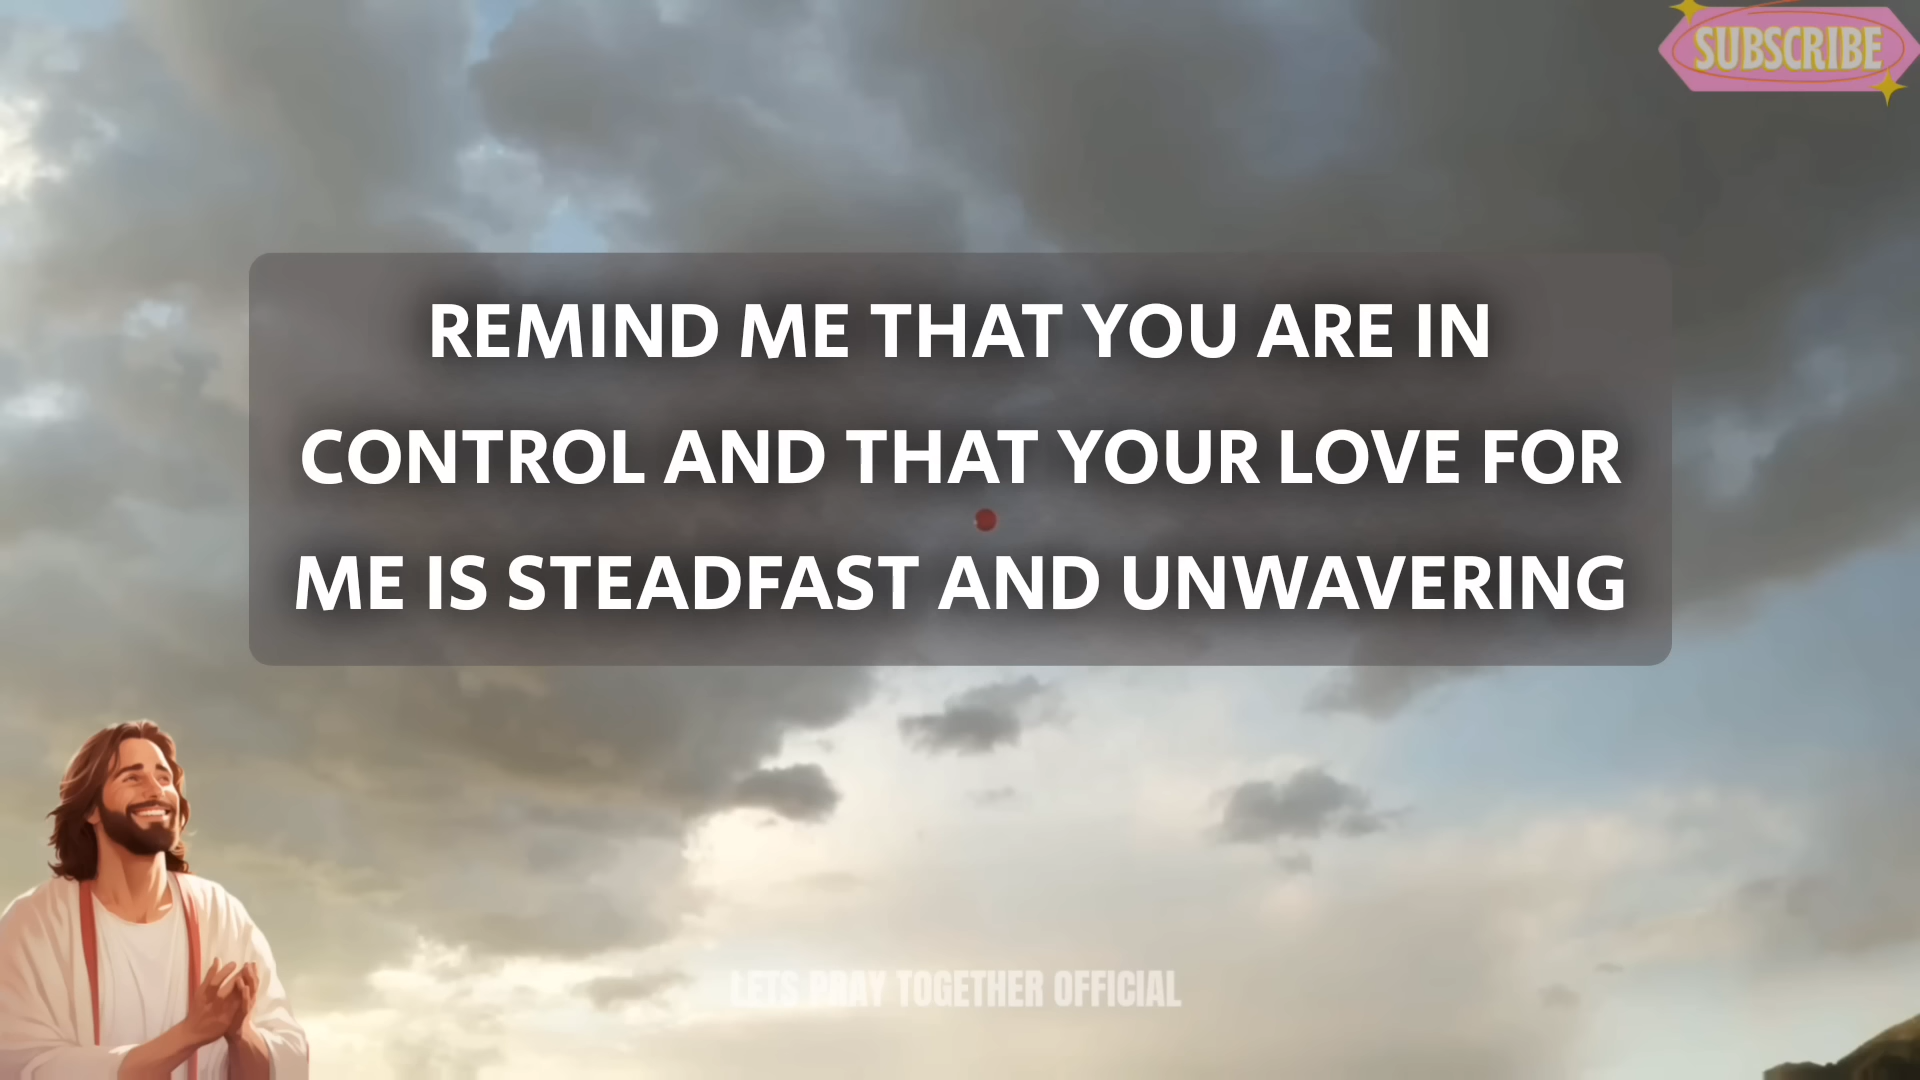 SUBSCRIBE
REMIND ME THAT YOU ARE IN
CONTROL AND THAT YOUR LOVE FOR
ME IS STEADFAST AND UNWAVERING
LETS PRAY TOGETHER OFFICIAL